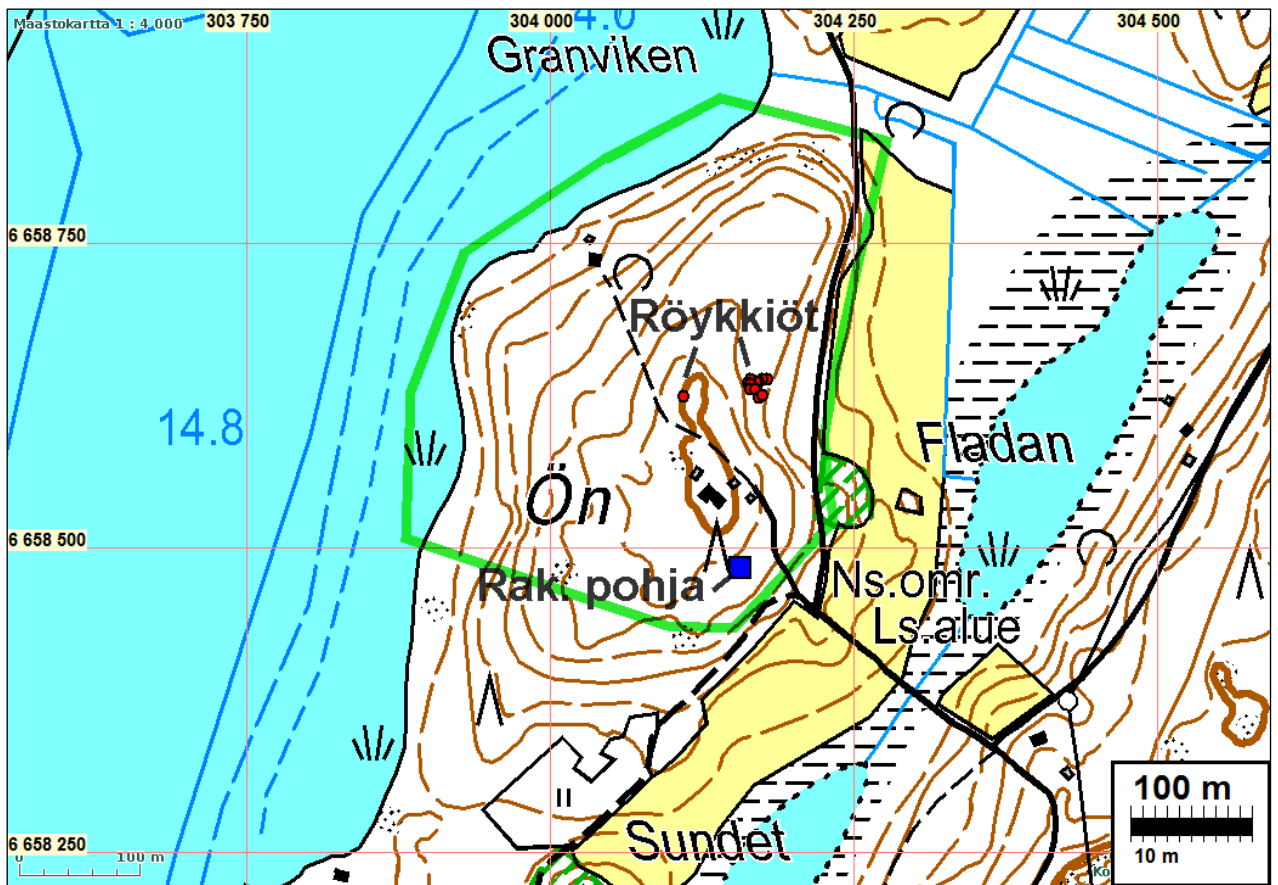 Maastokartta 1 : 4 000
303 750
304 000
304 250
304 500
4.0
Granviken
6 658 750
Röykkiöt
14.8
Fladan
Ön
6 658 500
Rak. pohja
Ns.omr.
Ls.alue
100 m
10 m
Sundet
6 658 250
0 100 m
Ko